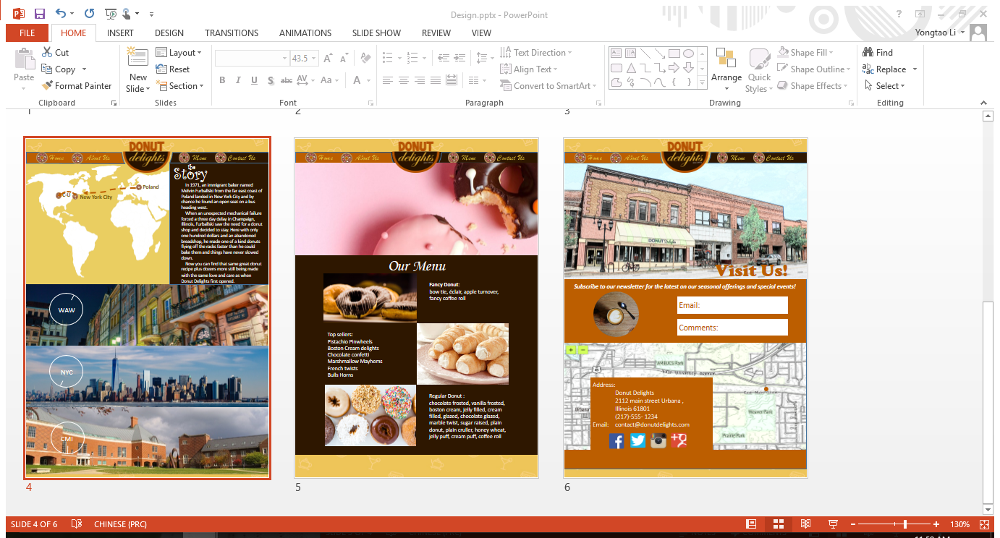 Design.pptx - PowerPoint
?
FILE
HOME
INSERT
DESIGN
TRANSITIONS
ANIMATIONS
SLIDE SHOW
REVIEW
VIEW
Yongtao Li
Paste
Cut
Copy
Format Painter
Clipboard
New
Slide
Layout
Reset
Section
Slides
43.5
B I U S abc AV Aa A
Font
Text Direction
Align Text
Convert to SmartArt
Paragraph
Arrange
Quick
Styles
Shape Fill
Shape Outline
Shape Effects
Drawing
Find
Replace
Select
Editing
1
2
3
DONUT
delights
Home
About Us
Menu
Contact Us
C-U
New York City
Poland
the
Story
In 1971, an immigrant baker named
Melvin Furballski from the far east coast of
Poland landed in New York City and by
chance he found an open seat on a bus
heading west.
When an unexpected mechanical failure
forced a three day delay in Champaign,
Illinois, Furballski saw the need for a donut
shop and decided to stay. Here with only
one hundred dollars and an abandoned
breadshop, he made one of a kind donuts
flying off the racks faster than he could
bake them and things have never slowed
down.
Now you can find that same great donut
recipe plus dozens more still being made
with the same love and care as when
Donut Delights first opened.
WAW
NYC
CMI
4
DONUT
delights
Home
About Us
Menu
Contact Us
Our Menu
Fancy Donut:
bow tie, éclair, apple turnover,
fancy coffee roll
Top sellers:
Pistachio Pinwheels
Boston Cream delights
Chocolate confetti
Marshmallow Mayhems
French twists
Bulls Horns
Regular Donut :
chocolate frosted, vanilla frosted,
boston cream, jelly filled, cream
filled, glazed, chocolate glazed,
marble twist, sugar raised, plain
donut, plain cruller, honey wheat,
jelly puff, cream puff, coffee roll
5
DONUT
delights
Home
About Us
Menu
Contact Us
DONUT
Visit Us!
Subscribe to our newsletter for the latest on our seasonal offerings and special events!
Email:
Comments:
AMBUCS Park
Weaver Park
Prairie Park
Address:
Donut Delights
2112 main street Urbana ,
Illinois 61801
(217)-555- 1234
Email: contact@donutdelights.com
6
SLIDE 4 OF 6
CHINESE (PRC)
130%